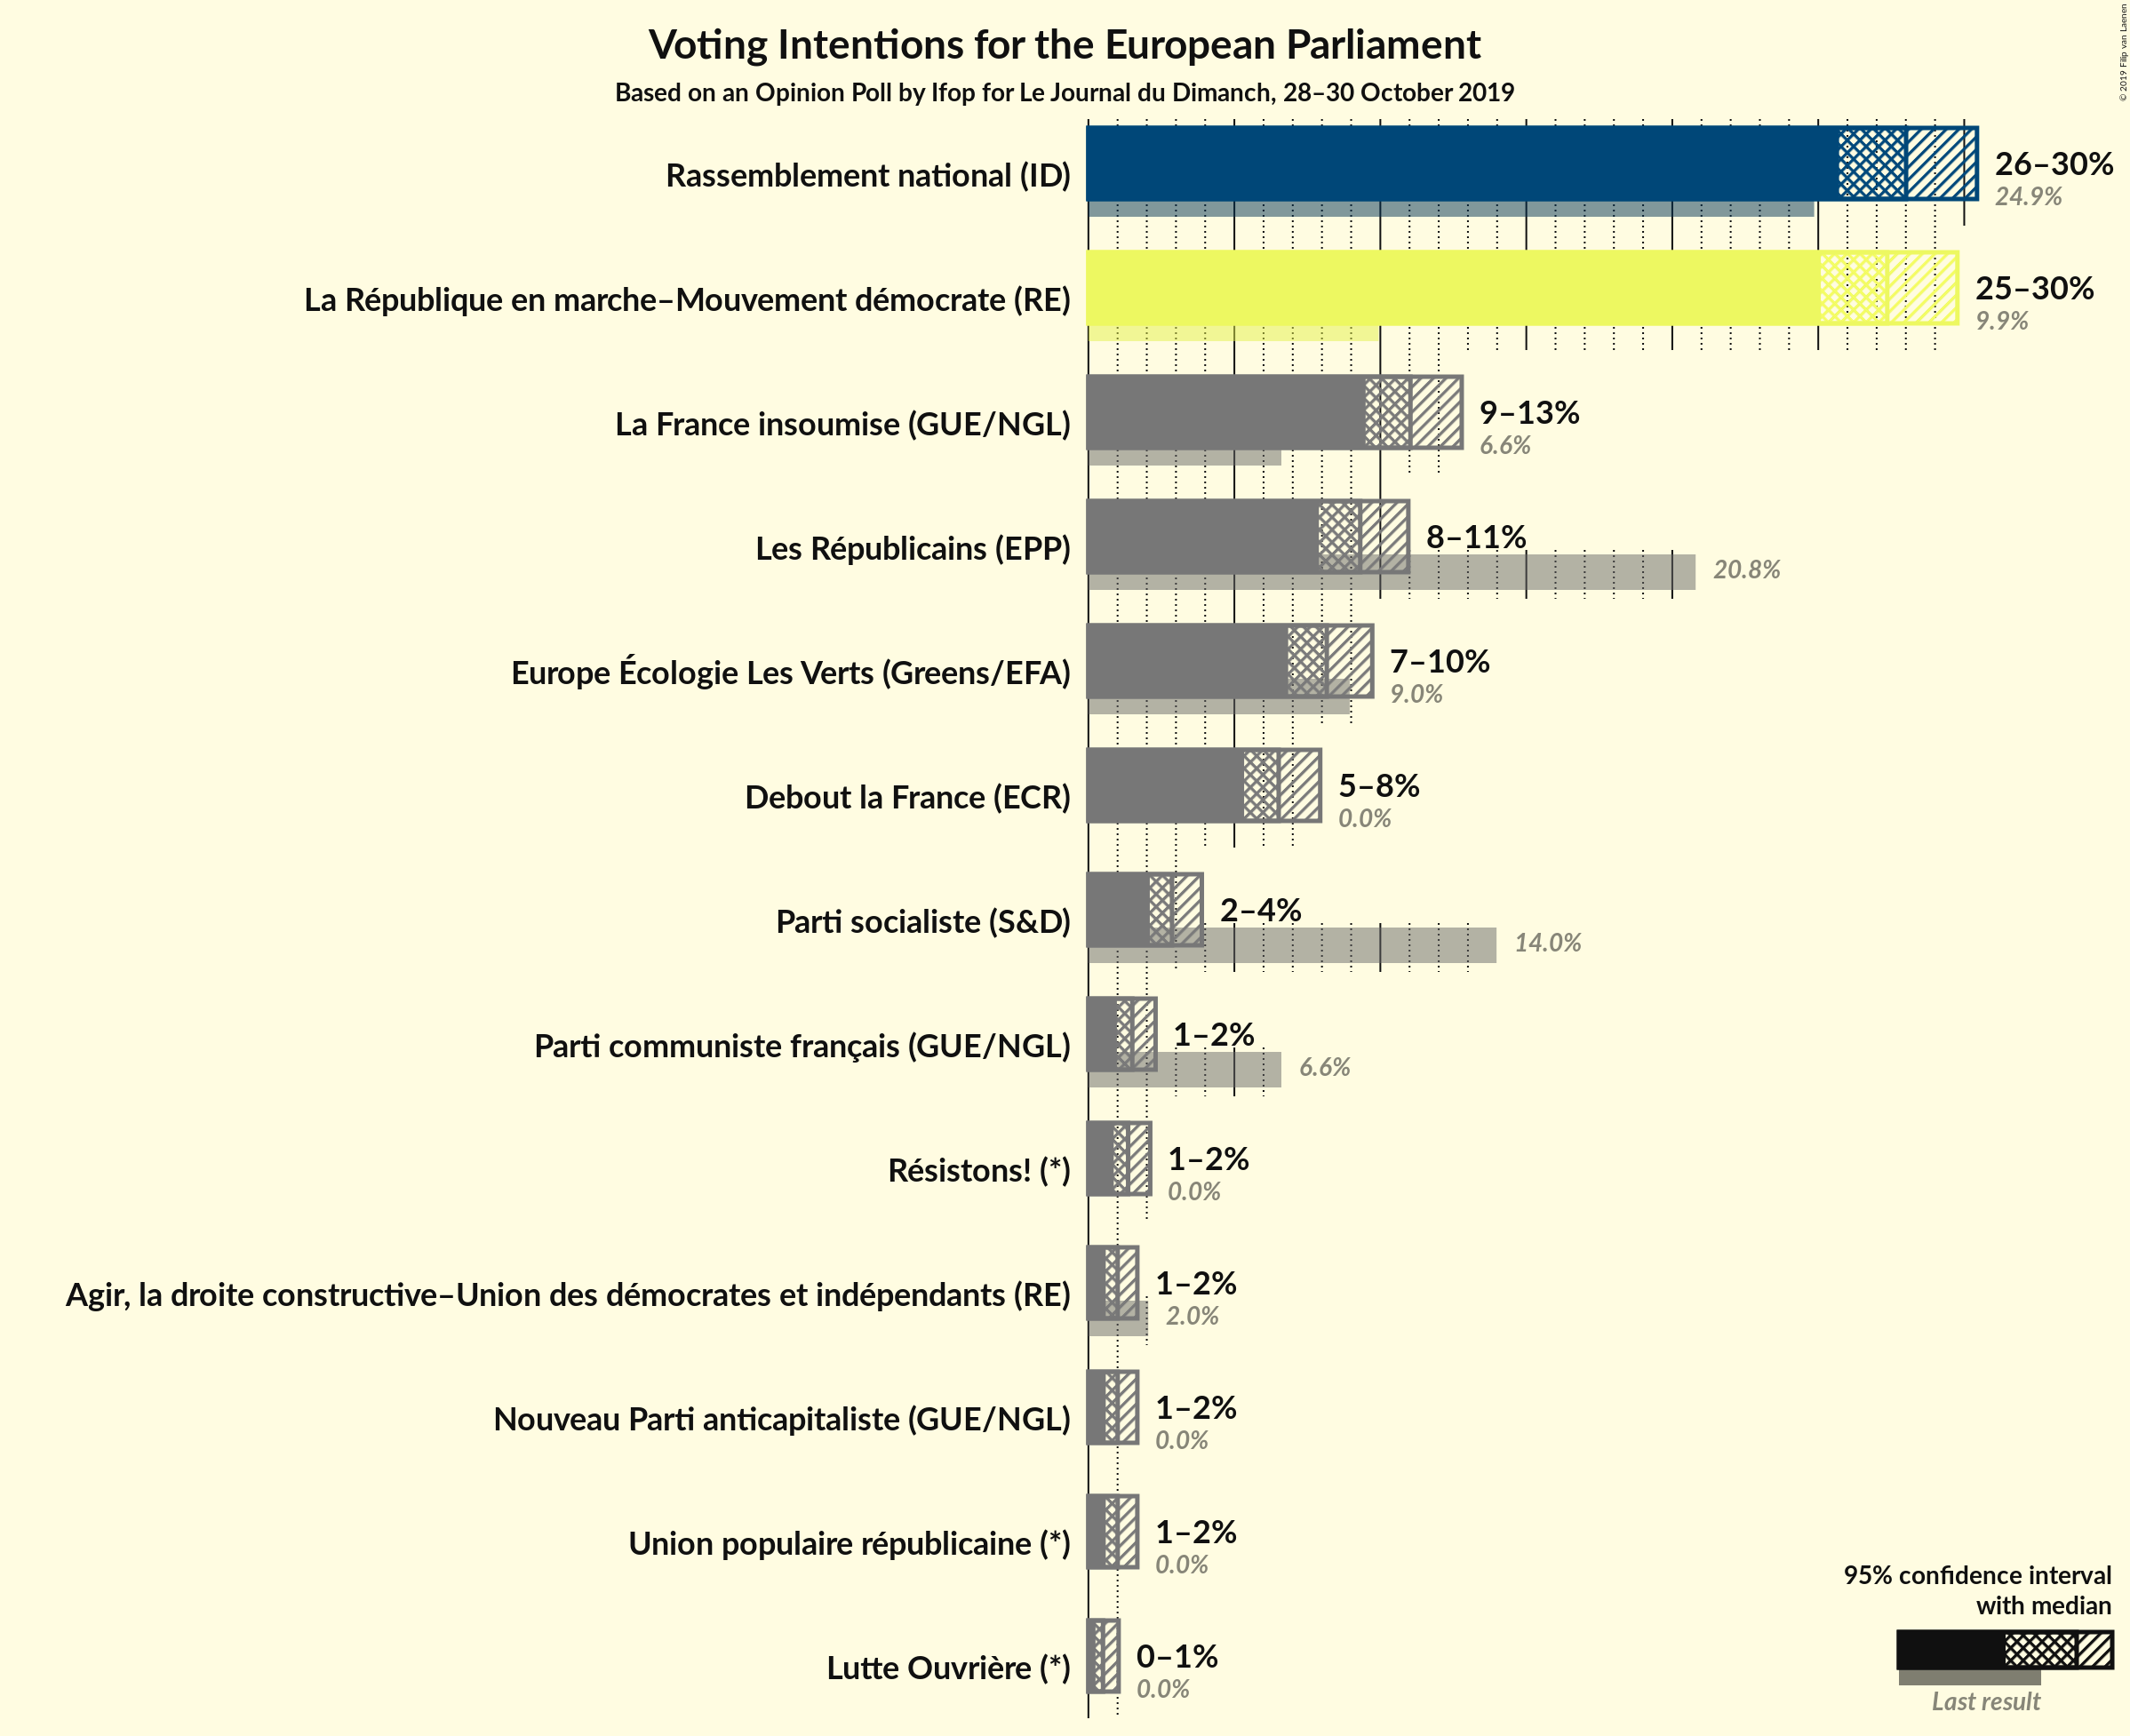 Voting Intentions for the European Parliament
Based on an Opinion Poll by Ifop for Le Journal du Dimanch, 28–30 October 2019
© 2019 Filip van Laenen
Rassemblement national (ID)
26–30%
24.9%
La République en marche–Mouvement démocrate (RE)
25–30%
9.9%
La France insoumise (GUE/NGL)
9–13%
6.6%
Les Républicains (EPP)
8–11%
20.8%
Europe Écologie Les Verts (Greens/EFA)
7–10%
9.0%
Debout la France (ECR)
5–8%
0.0%
Parti socialiste (S&D)
2–4%
14.0%
Parti communiste français (GUE/NGL)
1–2%
6.6%
Résistons! (*)
1–2%
0.0%
Agir, la droite constructive–Union des démocrates et indépendants (RE)
1–2%
2.0%
Nouveau Parti anticapitaliste (GUE/NGL)
1–2%
0.0%
Union populaire républicaine (*)
1–2%
0.0%
Lutte Ouvrière (*)
0–1%
0.0%
95% confidence interval
with median
Last result